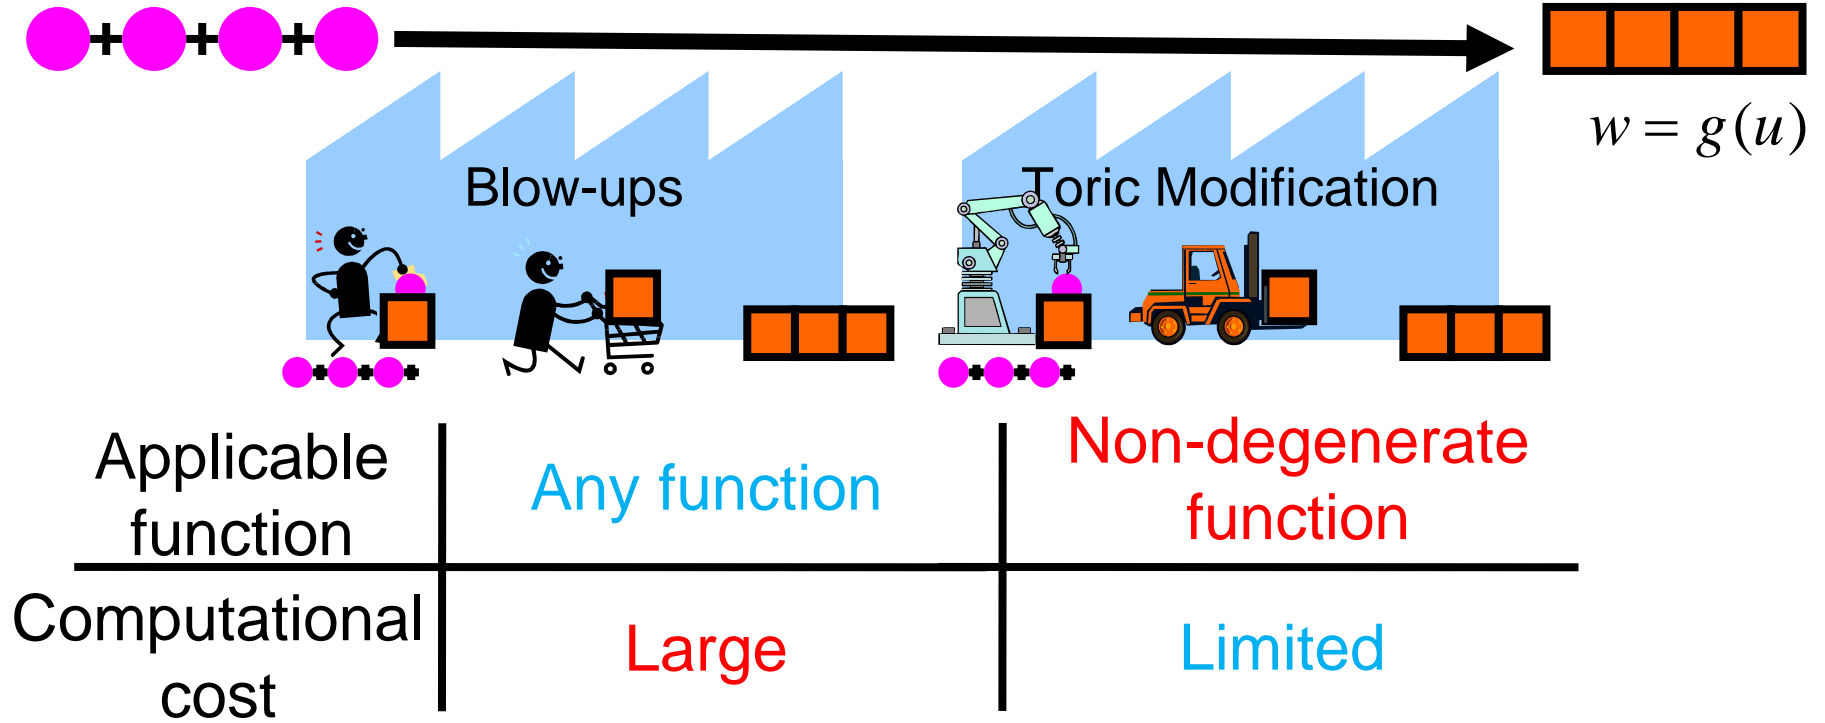 w = g(u)
Blow-ups
Toric Modification
Applicable
function
Any function
Non-degenerate
function
Computational
cost
Large
Limited